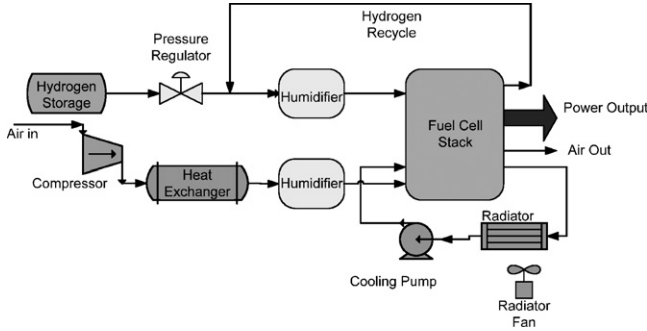 Hydrogen
Recycle
Pressure
Regulator
Hydrogen
Storage
Humidifier
Fuel Cell
Stack
Power Output
Air in
Air Out
Compressor
Heat
Exchanger
Humidifier
Radiator
Cooling Pump
Radiator
Fan